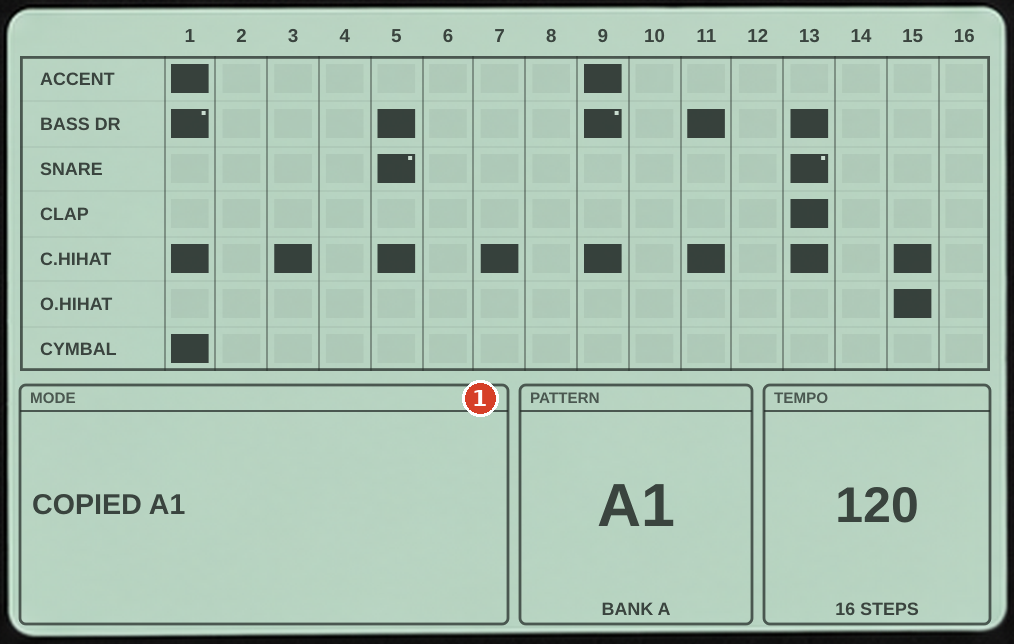 1 2 3 4 5 6 7 8 9 10 11 12 13 14 15 16
ACCENT
BASS DR
SNARE
CLAP
C.HIHAT
O.HIHAT
CYMBAL
MODE 1
COPIED A1
PATTERN
A1
BANK A
TEMPO
120
16 STEPS